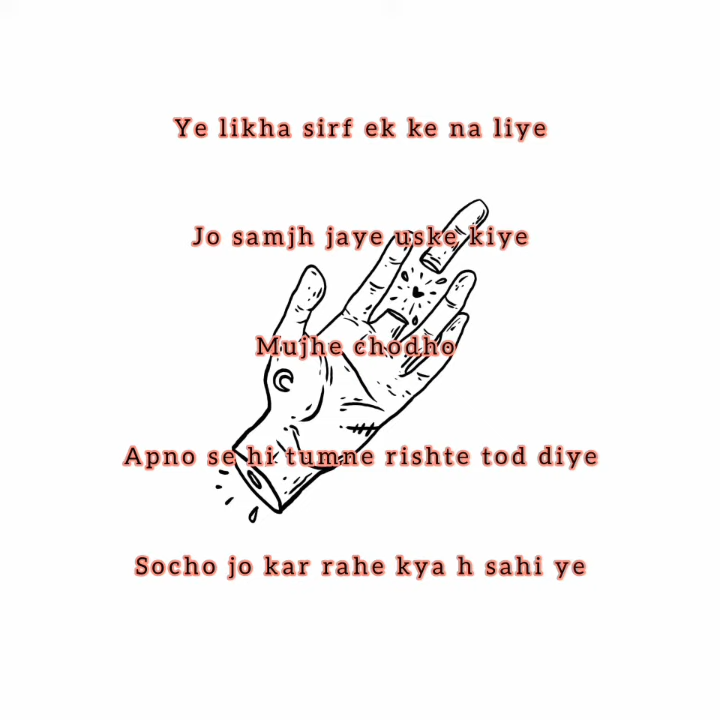 Ye likha sirf ek ke na liye
Jo samjh jaye uske kiye
Mujhe chodho
Apno se hi tumne rishte tod diye
Socho jo kar rahe kya h sahi ye